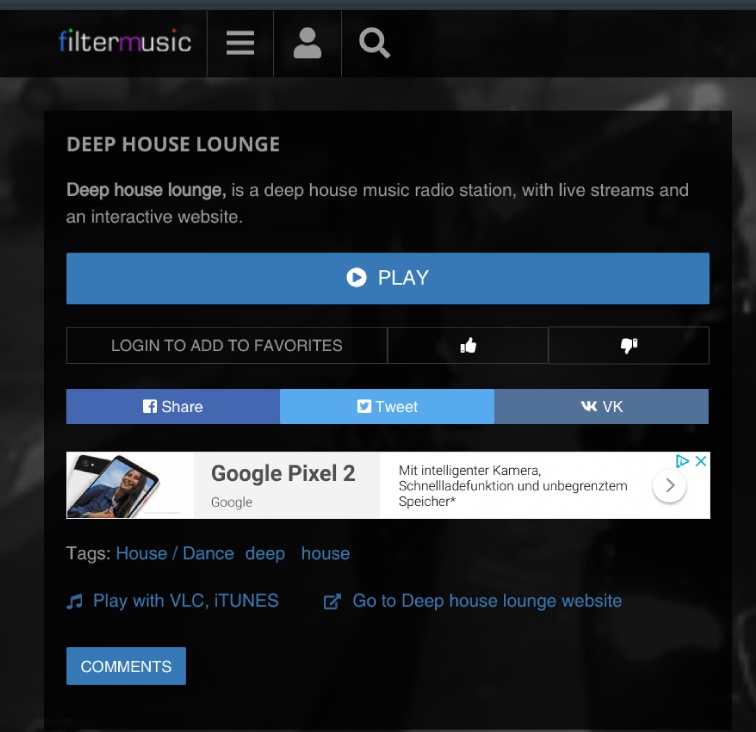 filtermusic
DEEP HOUSE LOUNGE
Deep house lounge, is a deep house music radio station, with live streams and
an interactive website.
PLAY
LOGIN TO ADD TO FAVORITES
Share
Tweet
VK
Google Pixel 2
Google
Mit intelligenter Kamera,
Schnellladefunktion und unbegrenztem
Speicher*
Tags: House / Dance deep house
Play with VLC, iTUNES
Go to Deep house lounge website
COMMENTS